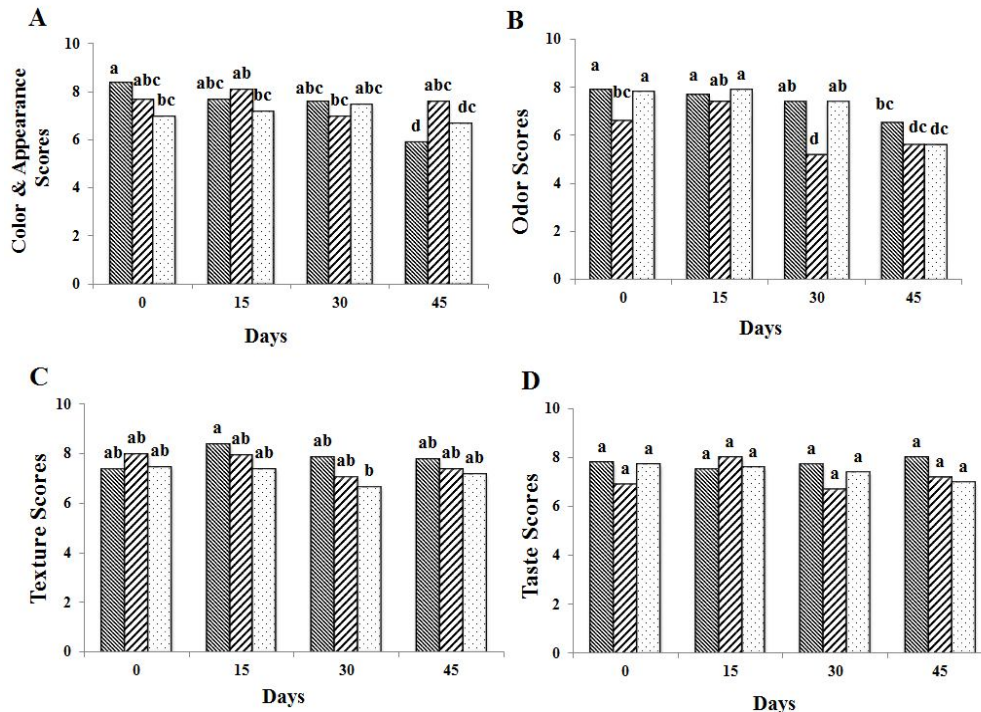 A
Color & Appearance
Scores
10
8
6
4
2
0
a abc bc
abc ab bc
abc bc abc
d abc dc
0 15 30 45
Days
B
Odor Scores
10
8
6
4
2
0
a bc a
a ab a
ab d ab
bc dc dc
0 15 30 45
Days
C
Texture Scores
10
8
6
4
2
0
ab ab ab
a ab ab
ab ab b
ab ab ab
0 15 30 45
Days
D
Taste Scores
10
8
6
4
2
0
a a a
a a a
a a a
a a a
0 15 30 45
Days